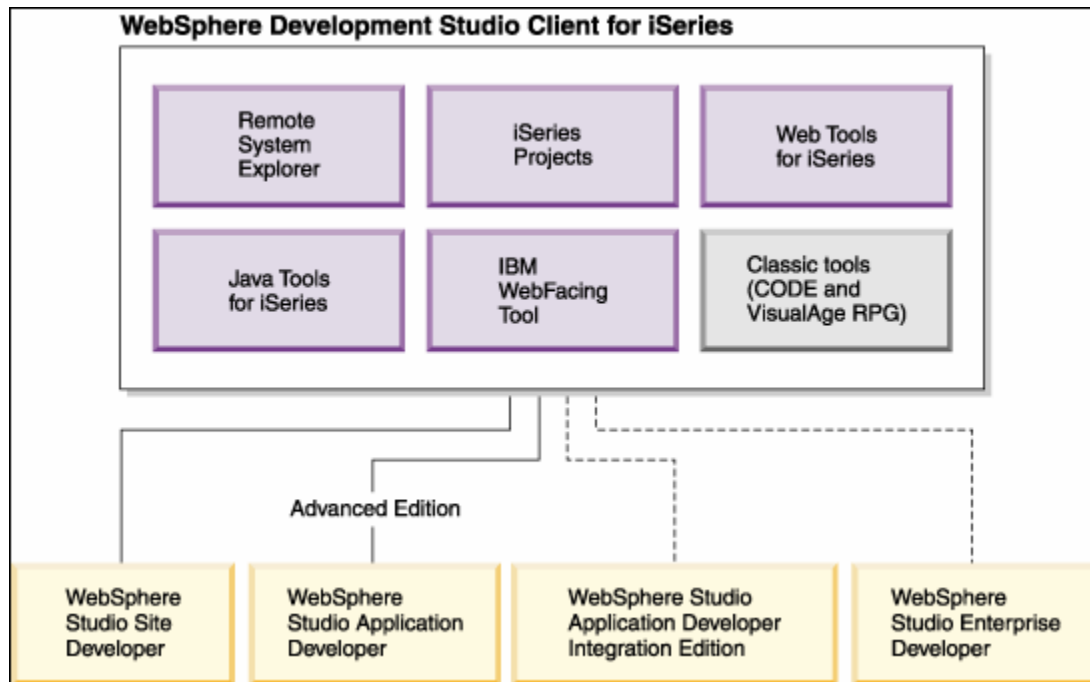 WebSphere Development Studio Client for iSeries
Remote
System
Explorer
iSeries
Projects
Web Tools
for iSeries
Java Tools
for iSeries
IBM
WebFacing
Tool
Classic tools
(CODE and
VisualAge RPG)
Advanced Edition
WebSphere
Studio Site
Developer
WebSphere
Studio Application
Developer
WebSphere Studio
Application Developer
Integration Edition
WebSphere
Studio Enterprise
Developer